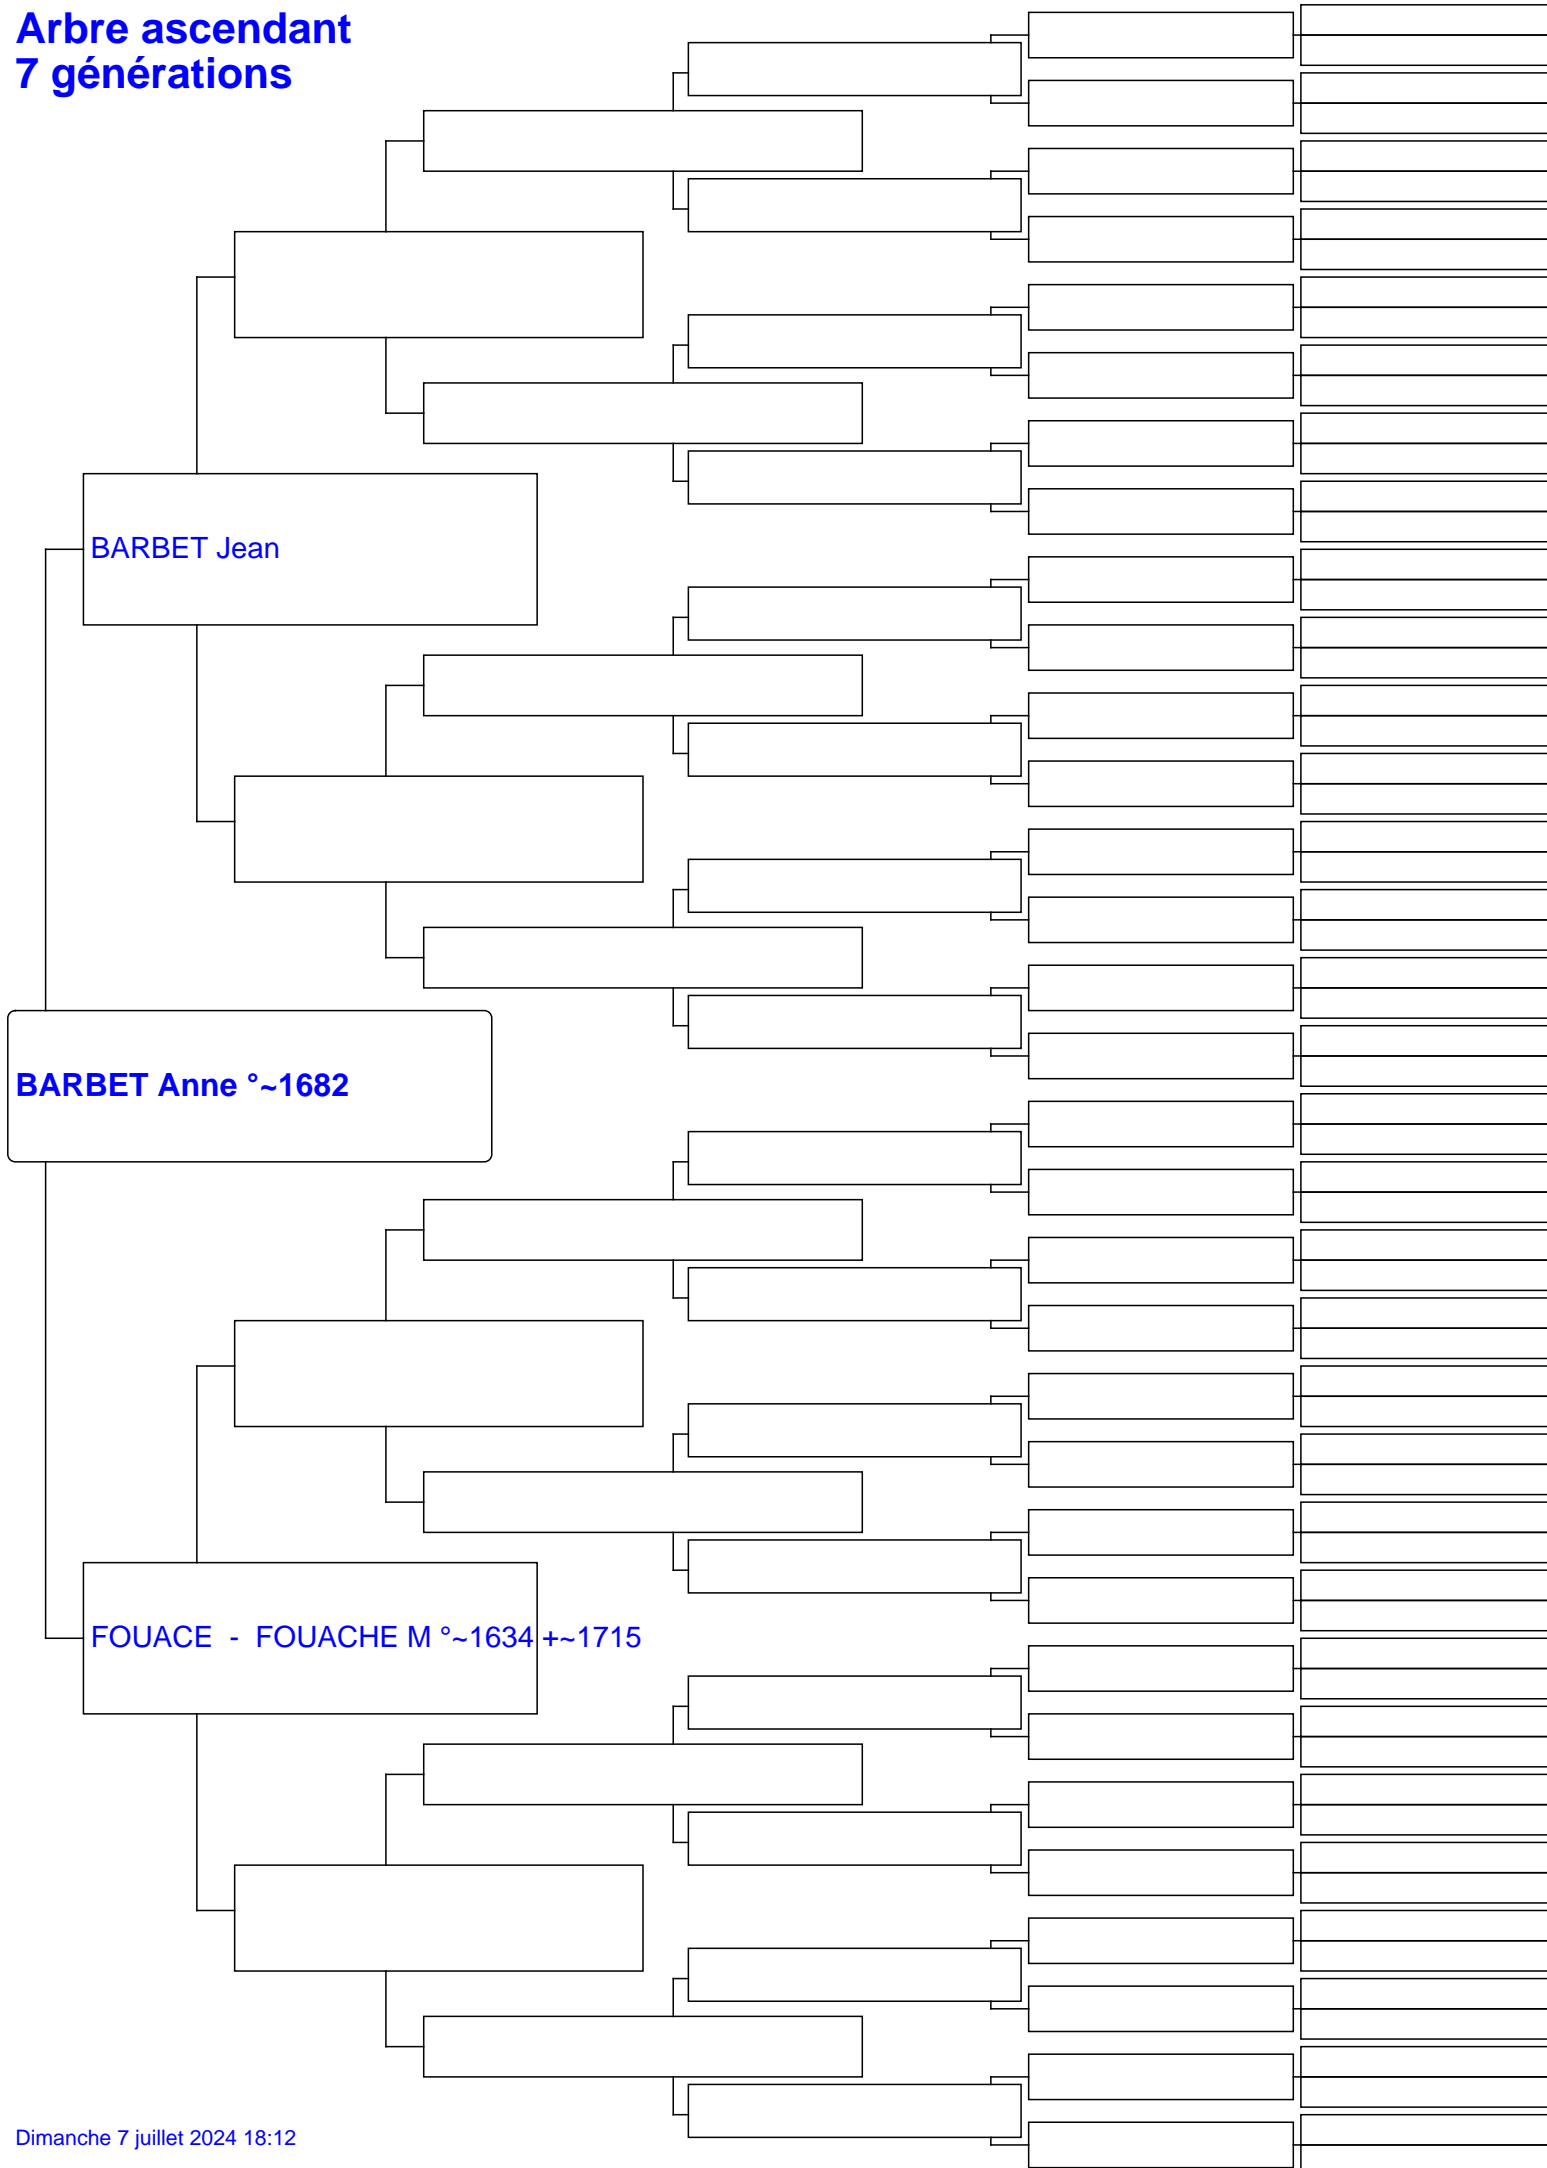 Arbre ascendant
7 générations
BARBET Jean
BARBET Anne °~1682
FOUACE - FOUACHE M °~1634 +~1715
Dimanche 7 juillet 2024 18:12